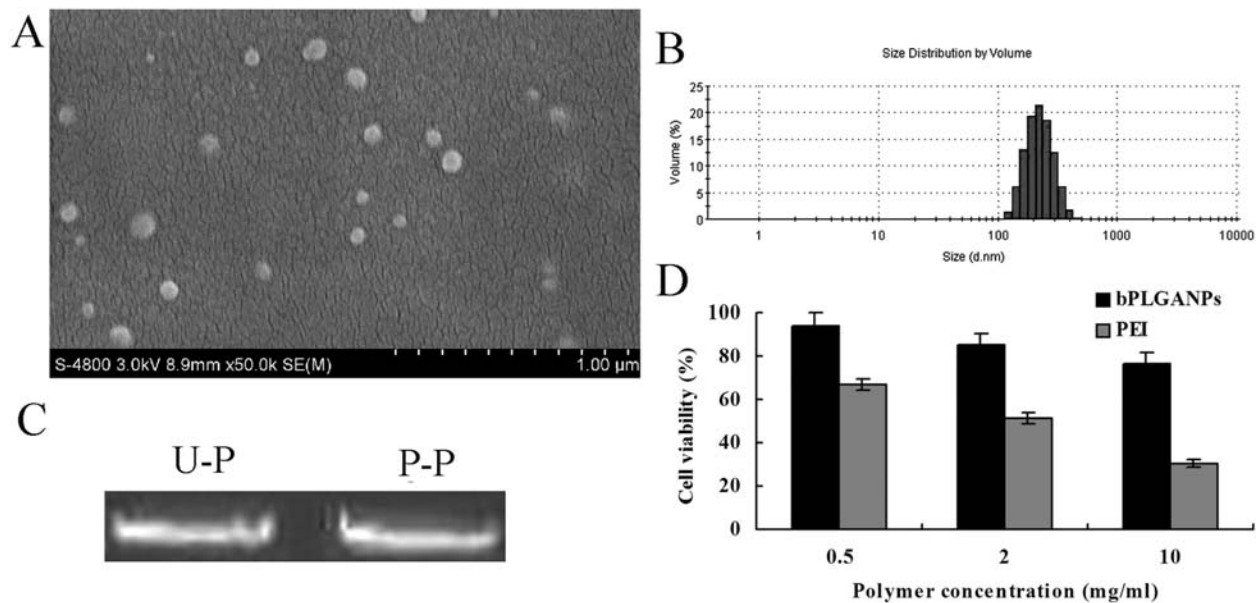 A
S-4800 3.0kV 8.9mm x50.0k SE(M)
1.00 µm
B
Size Distribution by Volume
Volume (%)
25
20
15
10
5
0
1
10
100
1000
10000
Size (d.nm)
C
U-P
P-P
D
bPLGANPs
PEI
Cell viability (%)
100
80
60
40
20
0
0.5
2
10
Polymer concentration (mg/ml)